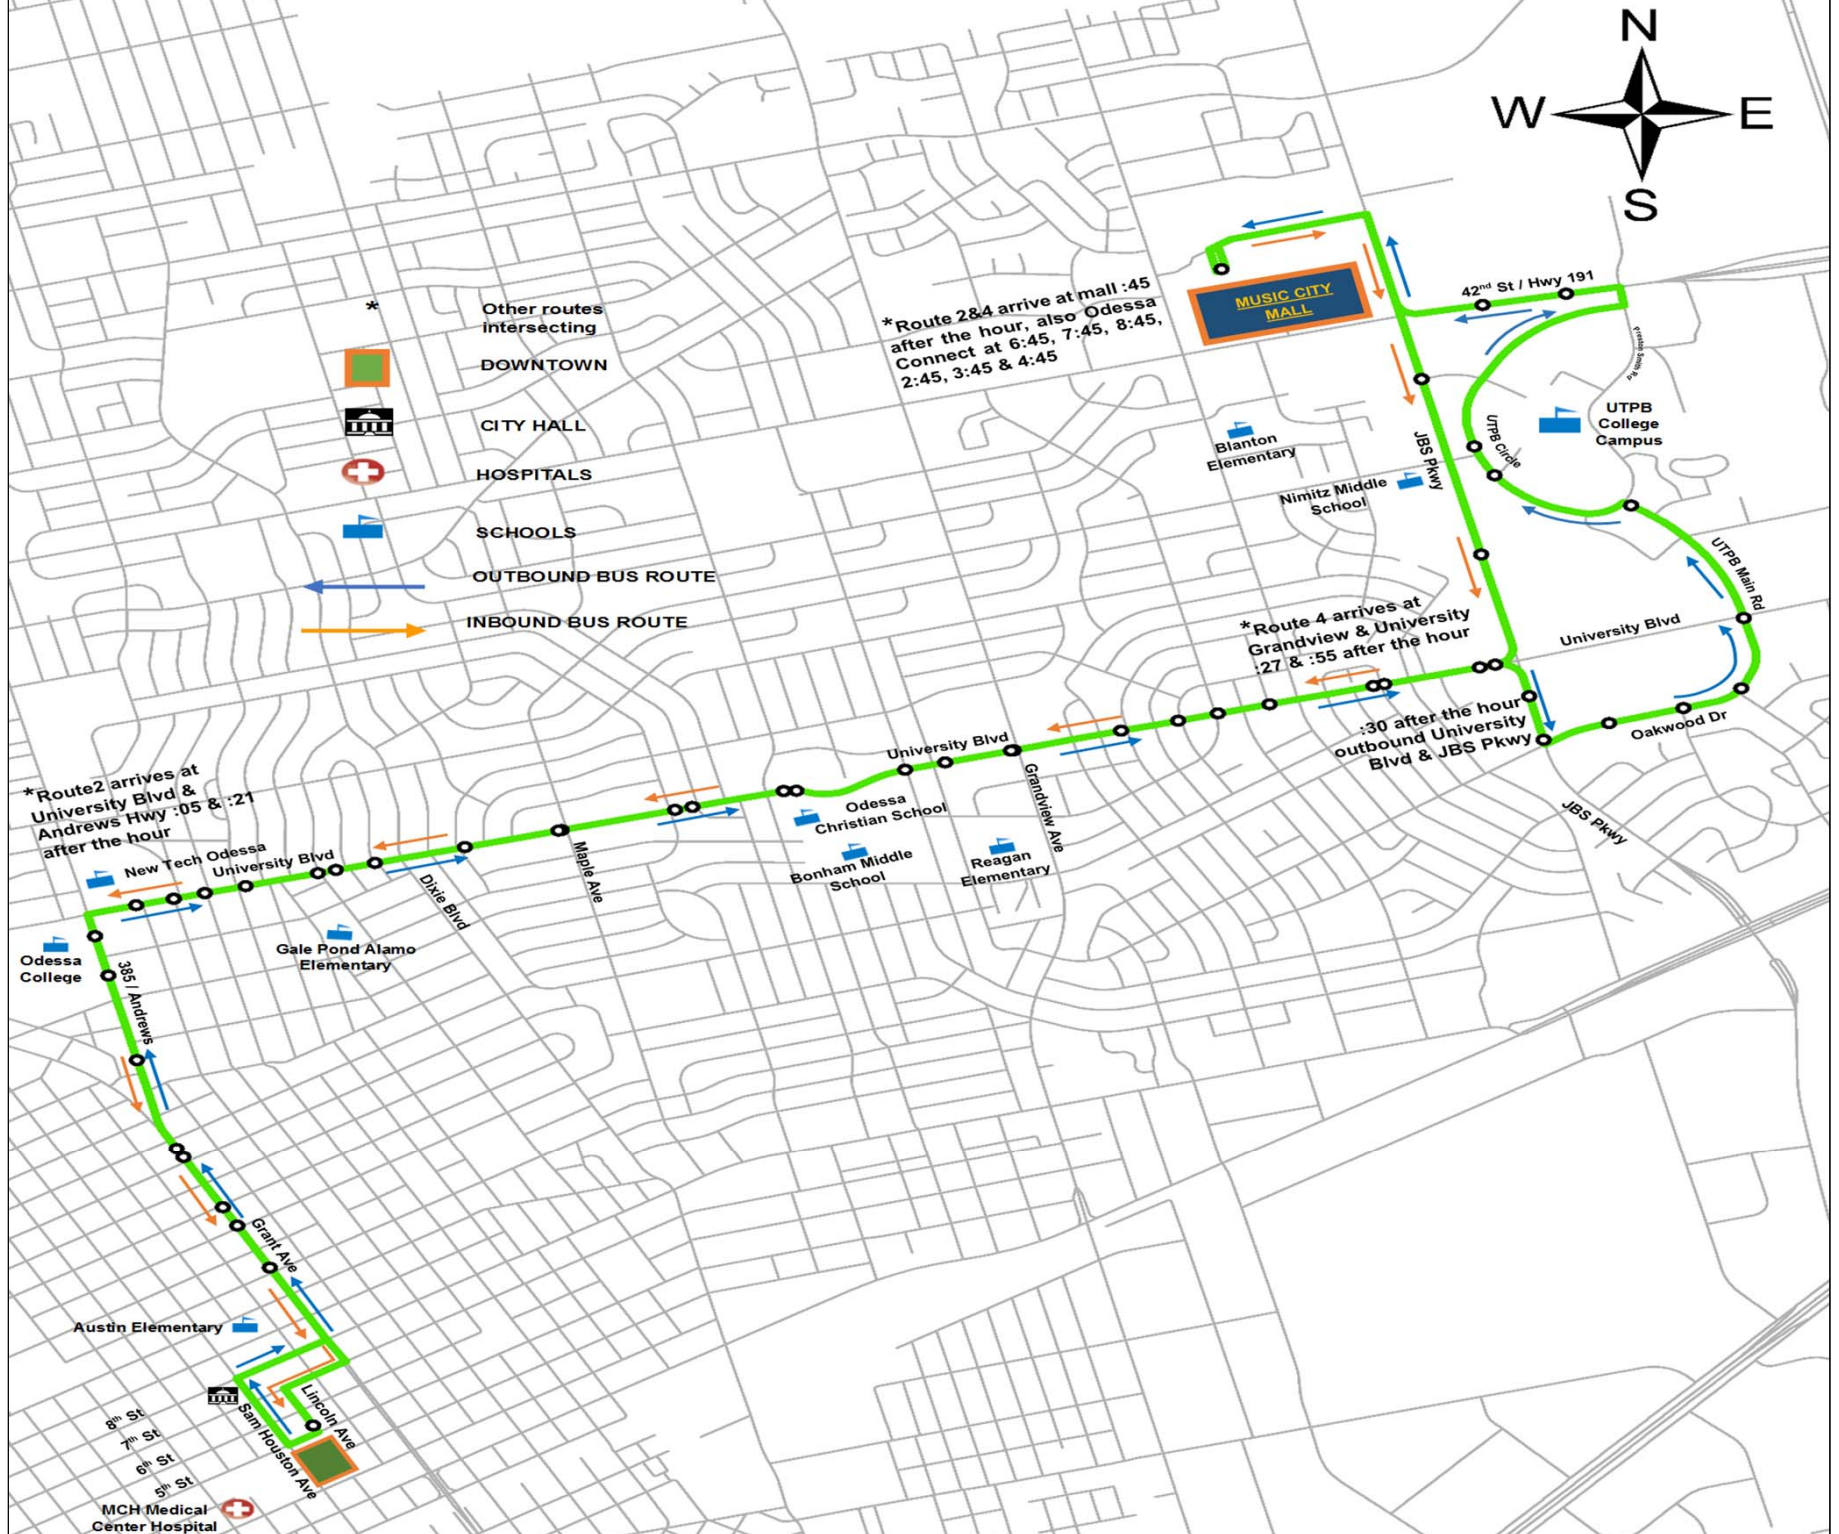 N
W E
S
42nd St / Hwy 191
MUSIC CITY
MALL
*Route 2&4 arrive at mall :45
after the hour, also Odessa
Connect at 6:45, 7:45, 8:45,
2:45, 3:45 & 4:45
*
Other routes
intersecting
DOWNTOWN
CITY HALL
HOSPITALS
SCHOOLS
OUTBOUND BUS ROUTE
INBOUND BUS ROUTE
Preston Smith Rd
UTPB
College
Campus
UTPB Circle
Blanton
Elementary
JBS Pkwy
Nimitz Middle
School
UTPB Main Rd
*Route 4 arrives at
Grandview & University
:27 & :55 after the hour
University Blvd
:30 after the hour
outbound University
Blvd & JBS Pkwy
Oakwood Dr
JBS Pkwy
University Blvd
Grandview Ave
Odessa
Christian School
Bonham Middle
School
Reagan
Elementary
Maple Ave
*Route2 arrives at
University Blvd &
Andrews Hwy :05 & :21
after the hour
New Tech Odessa
University Blvd
Dixie Blvd
Gale Pond Alamo
Elementary
Odessa
College
385 / Andrews
Grant Ave
Austin Elementary
Lincoln Ave
Sam Houston Ave
8th St
7th St
6th St
5th St
MCH Medical
Center Hospital